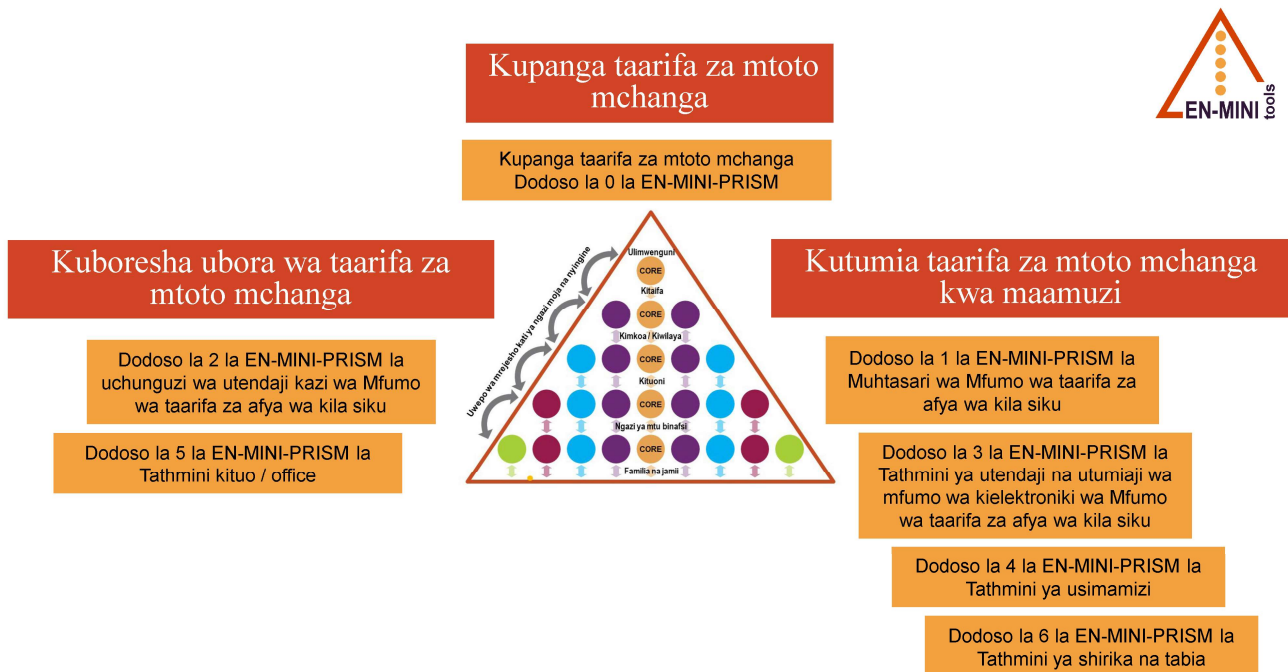 Kupanga taarifa za mtoto
mchanga
EN-MINI
tools
Kupanga taarifa za mtoto mchanga
Dodoso la 0 la EN-MINI-PRISM
Kuboresha ubora wa taarifa za
mtoto mchanga
Dodoso la 2 la EN-MINI-PRISM la
uchunguzi wa utendaji kazi wa Mfumo
wa taarifa za afya wa kila siku
Dodoso la 5 la EN-MINI-PRISM la
Tathmini kituo / office
Uwepo wa mrejesho kati ya ngazi moja na nyingine
Ulimwenguni
CORE
Kitaifa
CORE
Kimkoa / Kiwilaya
CORE
Kituoni
CORE
Ngazi ya mtu binafsi
CORE
Familia na jamii
Kutumia taarifa za mtoto mchanga
kwa maamuzi
Dodoso la 1 la EN-MINI-PRISM la
Muhtasari wa Mfumo wa taarifa za
afya wa kila siku
Dodoso la 3 la EN-MINI-PRISM la
Tathmini ya utendaji na utumiaji wa
mfumo wa kielektroniki wa Mfumo
wa taarifa za afya wa kila siku
Dodoso la 4 la EN-MINI-PRISM la
Tathmini ya usimamizi
Dodoso la 6 la EN-MINI-PRISM la
Tathmini ya shirika na tabia